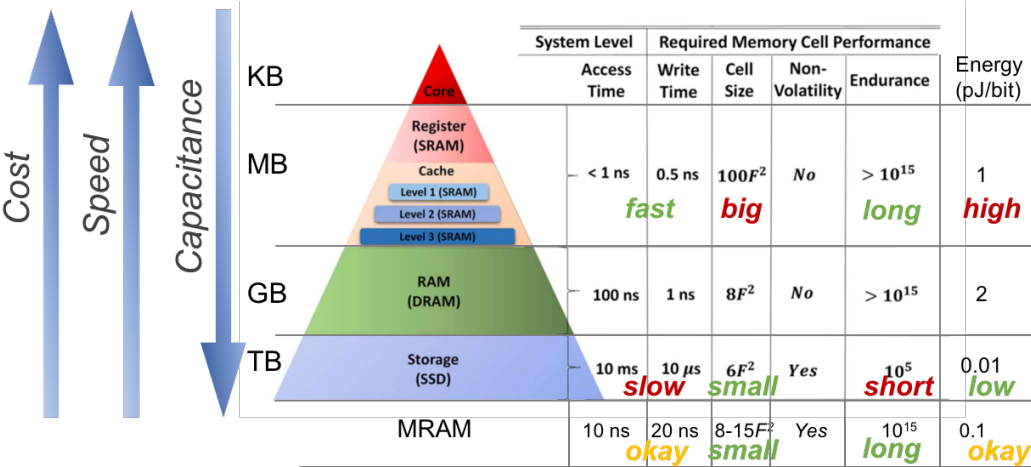 Cost
Speed
Capacitance
System Level Required Memory Cell Performance
Access Time Write Time Cell Size Non-Volatility Endurance Energy (pJ/bit)
KB
Core
Register
(SRAM)
MB
Cache
Level 1 (SRAM)
Level 2 (SRAM)
Level 3 (SRAM)
< 1 ns 0.5 ns 100F² No > 10¹⁵ 1
fast big long high
GB
RAM
(DRAM)
100 ns 1 ns 8F² No > 10¹⁵ 2
TB
Storage
(SSD)
10 ms 10 μs 6F² Yes 10⁵ 0.01
slow small short low
MRAM 10 ns 20 ns 8-15F² Yes 10¹⁵ 0.1
okay small long okay